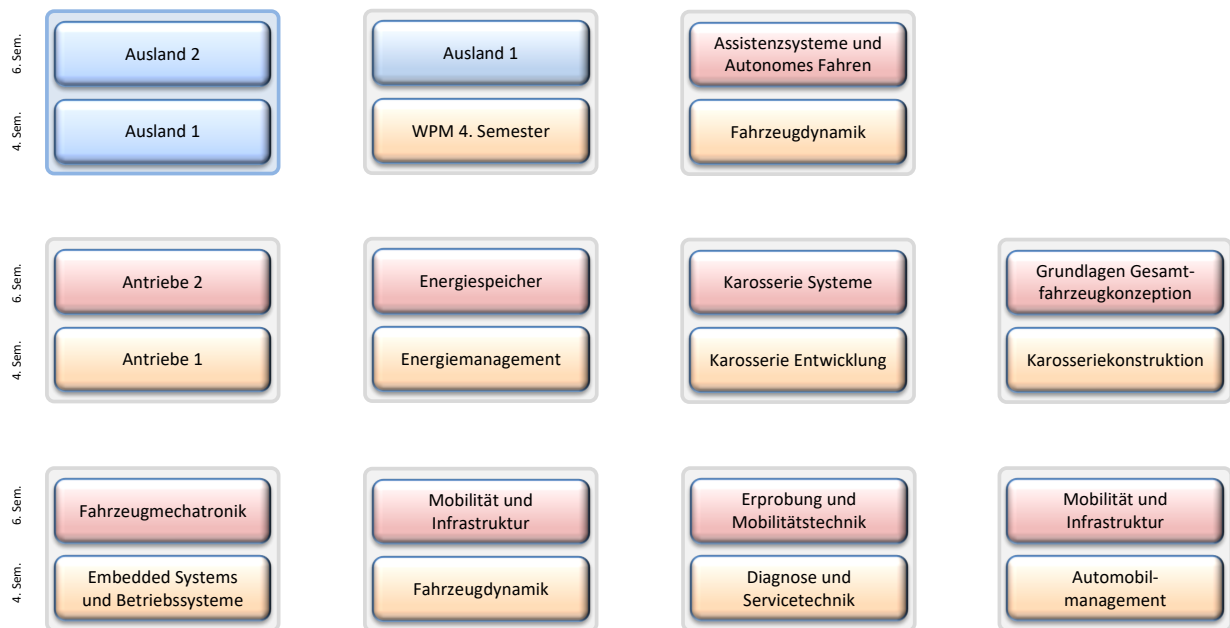 6. Sem.
Ausland 2
Ausland 1
Assistenzsysteme und
Autonomes Fahren
4. Sem.
Ausland 1
WPM 4. Semester
Fahrzeugdynamik
6. Sem.
Antriebe 2
Energiespeicher
Karosserie Systeme
Grundlagen Gesamt-
fahrzeugkonzeption
4. Sem.
Antriebe 1
Energiemanagement
Karosserie Entwicklung
Karosseriekonstruktion
6. Sem.
Fahrzeugmechatronik
Mobilität und
Infrastruktur
Erprobung und
Mobilitätstechnik
Mobilität und
Infrastruktur
4. Sem.
Embedded Systems
und Betriebssysteme
Fahrzeugdynamik
Diagnose und
Servicetechnik
Automobil-
management